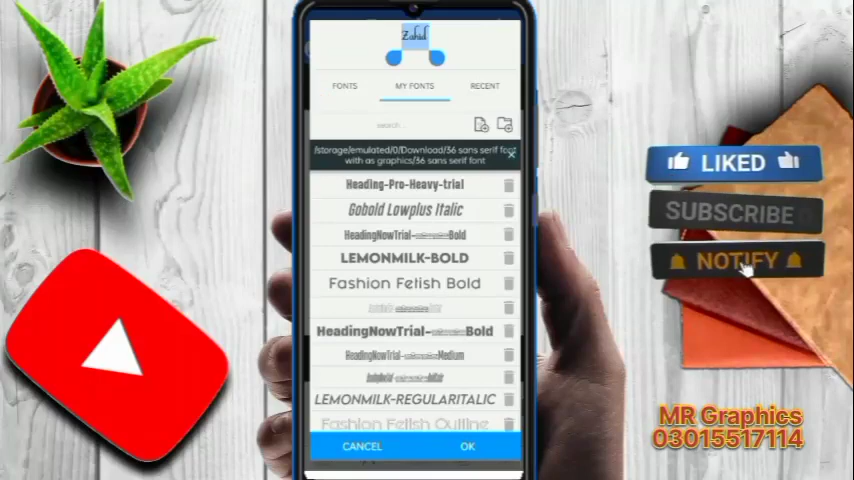 Zahid
FONTS
MY FONTS
RECENT
search...
/storage/emulated/0/Download/36 sans serif font
with as graphics/36 sans serif font
Heading-Pro-Heavy-trial
Gobold Lowplus Italic
HeadingNowTrial- Bold
LEMONMILK-BOLD
Fashion Fetish Bold
HeadingNowTrial- Bold
HeadingNowTrial- Medium
LEMONMILK-REGULARITALIC
Fashion Fetish Outline
CANCEL
OK
LIKED
SUBSCRIBE
NOTIFY
MR Graphics
03015517114